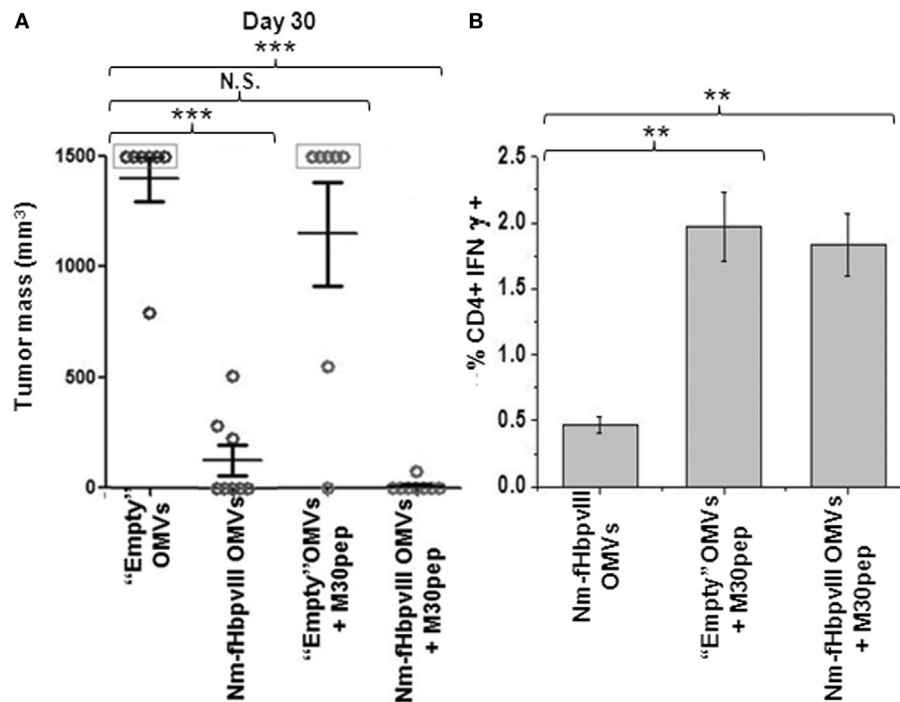 A
Day 30
***
N.S.
***
Tumor mass (mm³)
1500
1000
500
0
“Empty”
OMVs
Nm-fHbpvIII OMVs
“Empty”OMVs
+ M30pep
Nm-fHbpvIII OMVs
+ M30pep
B
**
**
% CD4+ IFN γ +
2.5
2.0
1.5
1.0
0.5
0.0
Nm-fHbpvIII
OMVs
“Empty”OMVs
+ M30pep
Nm-fHbpvIII OMVs
+ M30pep